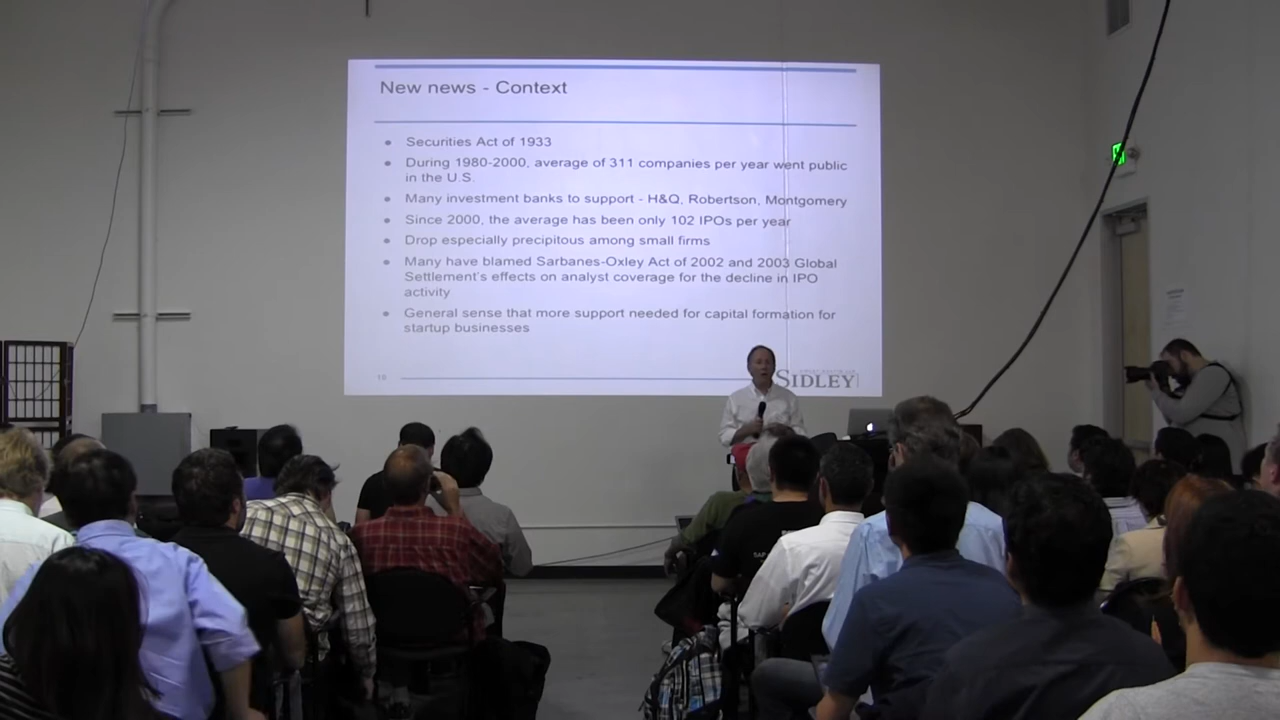 New news - Context
Securities Act of 1933
During 1980-2000, average of 311 companies per year went public
in the U.S.
Many investment banks to support - H&Q, Robertson, Montgomery
Since 2000, the average has been only 102 IPOs per year
Drop especially precipitous among small firms
Many have blamed Sarbanes-Oxley Act of 2002 and 2003 Global
Settlement's effects on analyst coverage for the decline in IPO
activity
General sense that more support needed for capital formation for
startup businesses
SIDLEY
SAP